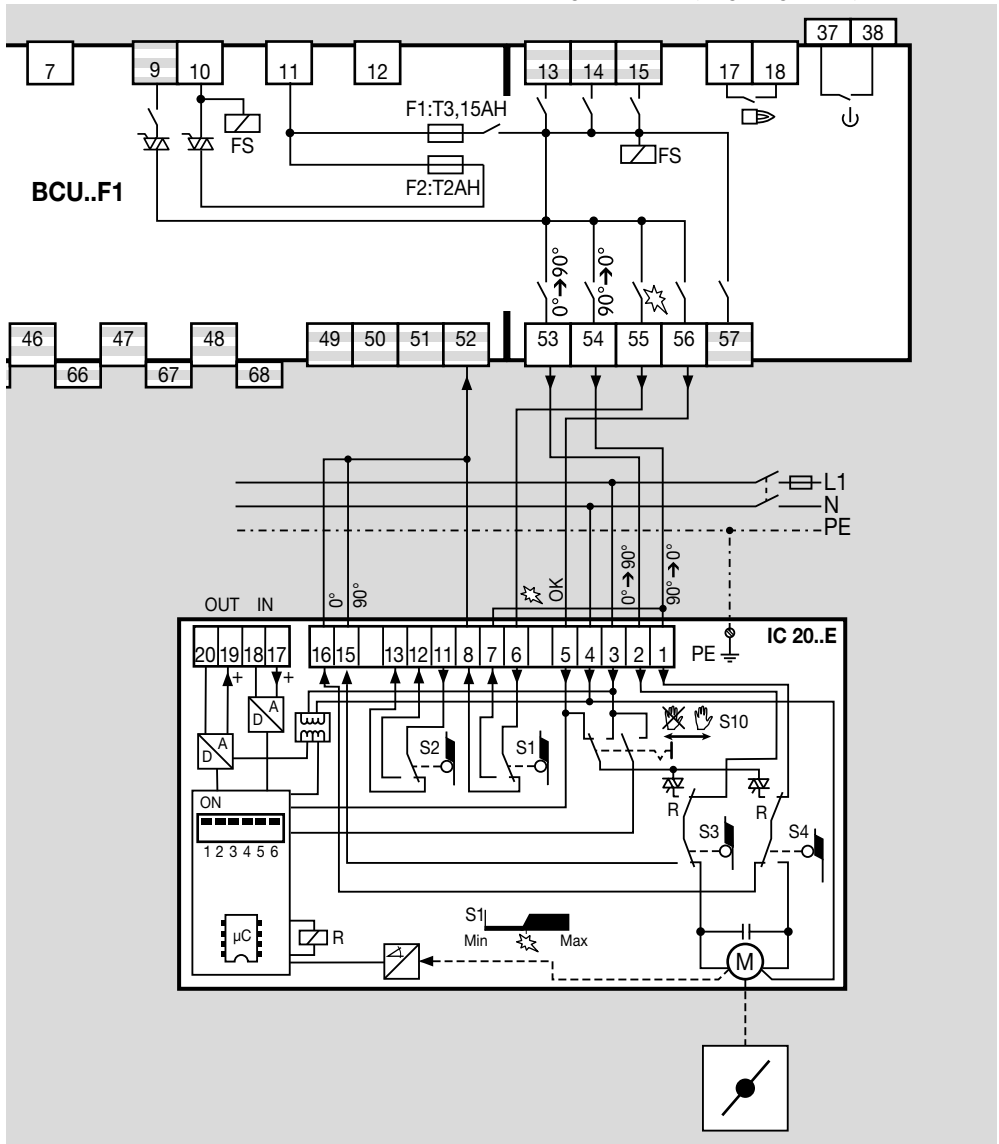 37 38
7 9 10 11 12 13 14 15 17 18
F1:T3,15AH
FS
FS
F2:T2AH
BCU..F1
0°➔90°
90°➔0°
46 47 48 49 50 51 52 53 54 55 56 57
66 67 68
L1
N
PE
0°
90°
OK
0°➔90°
90°➔0°
OUT IN
IC 20..E
20 19 18 17 16 15 13 12 11 8 7 6 5 4 3 2 1
PE
+ +
S10
D A
D A
S2
S1
ON
R
R
1 2 3 4 5 6
S3
S4
S1
Min Max
µC
R
M